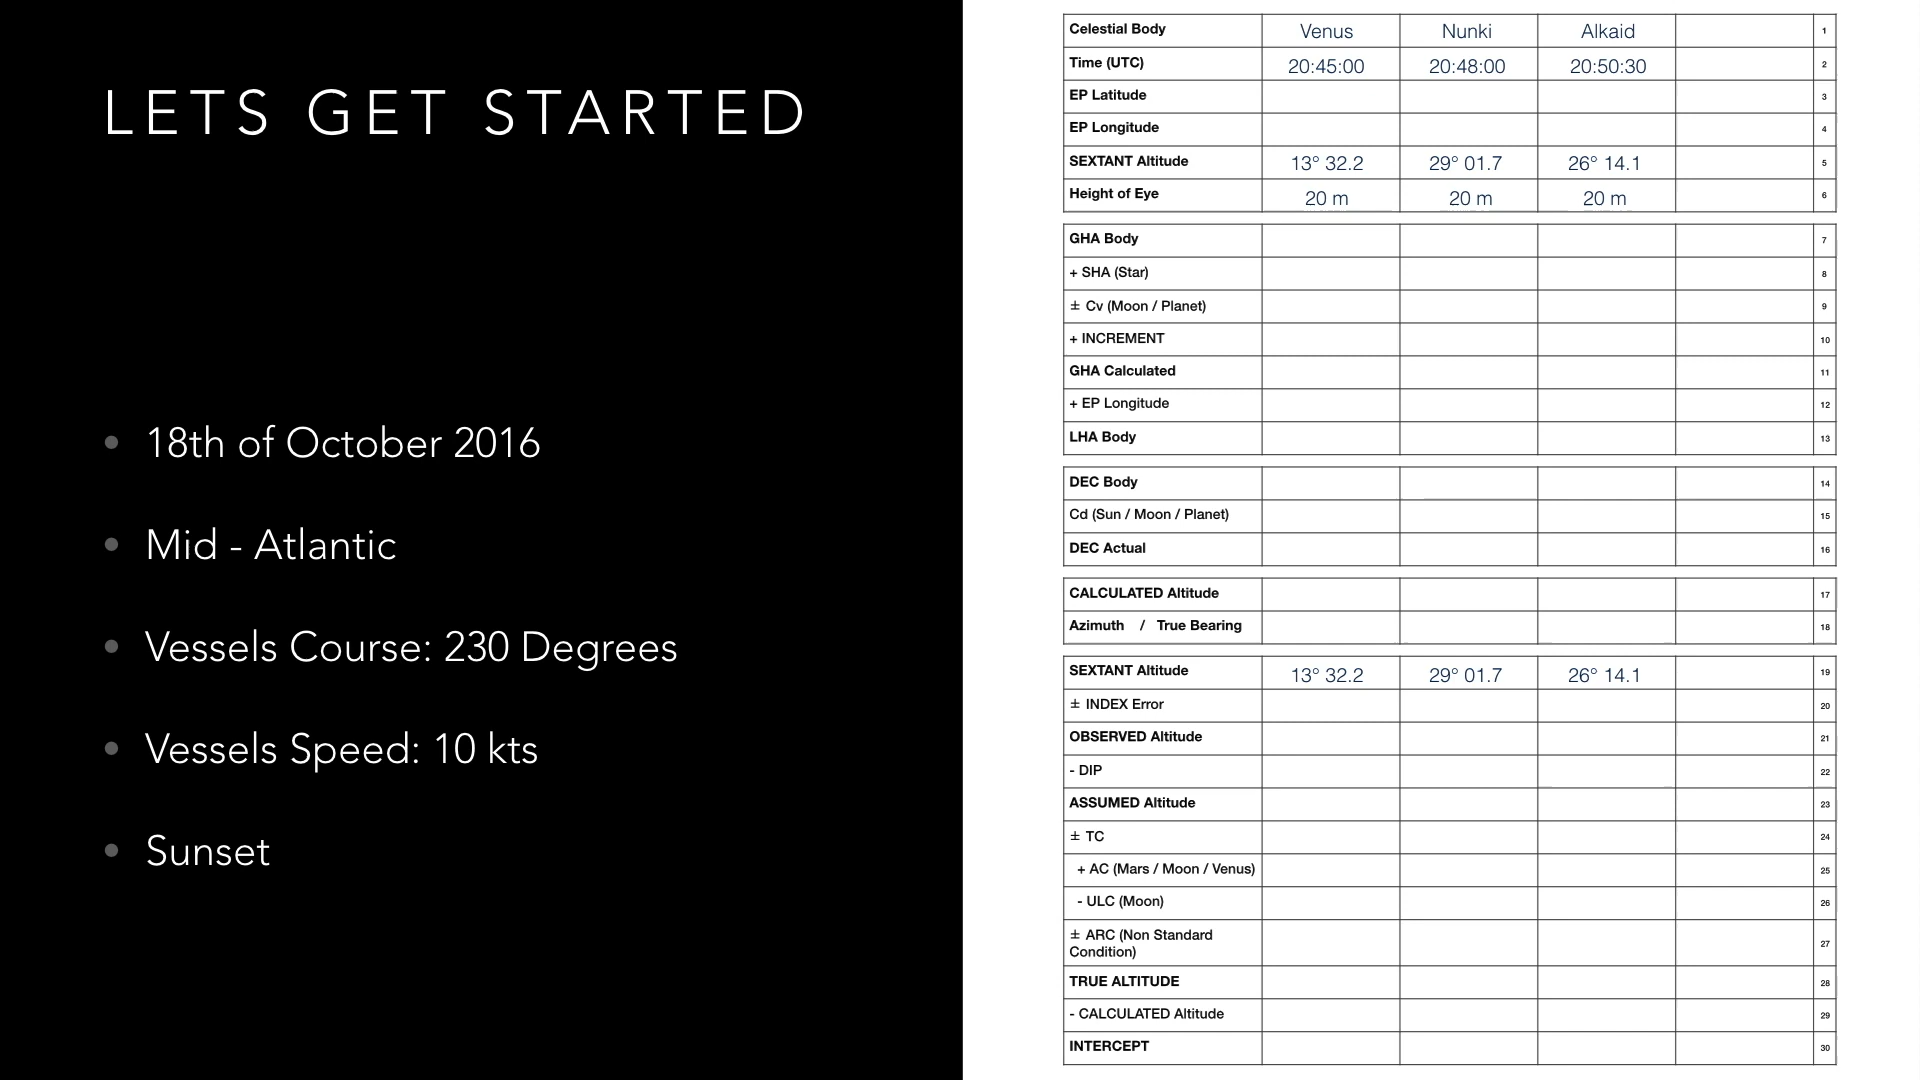 LETS GET STARTED
• 18th of October 2016
• Mid - Atlantic
• Vessels Course: 230 Degrees
• Vessels Speed: 10 kts
• Sunset
Celestial Body Venus Nunki Alkaid 1
Time (UTC) 20:45:00 20:48:00 20:50:30 2
EP Latitude 3
EP Longitude 4
SEXTANT Altitude 13° 32.2 29° 01.7 26° 14.1 5
Height of Eye 20 m 20 m 20 m 6
GHA Body 7
+ SHA (Star) 8
± Cv (Moon / Planet) 9
+ INCREMENT 10
GHA Calculated 11
+ EP Longitude 12
LHA Body 13
DEC Body 14
Cd (Sun / Moon / Planet) 15
DEC Actual 16
CALCULATED Altitude 17
Azimuth / True Bearing 18
SEXTANT Altitude 13° 32.2 29° 01.7 26° 14.1 19
± INDEX Error 20
OBSERVED Altitude 21
- DIP 22
ASSUMED Altitude 23
± TC 24
+ AC (Mars / Moon / Venus) 25
- ULC (Moon) 26
± ARC (Non Standard
Condition) 27
TRUE ALTITUDE 28
- CALCULATED Altitude 29
INTERCEPT 30